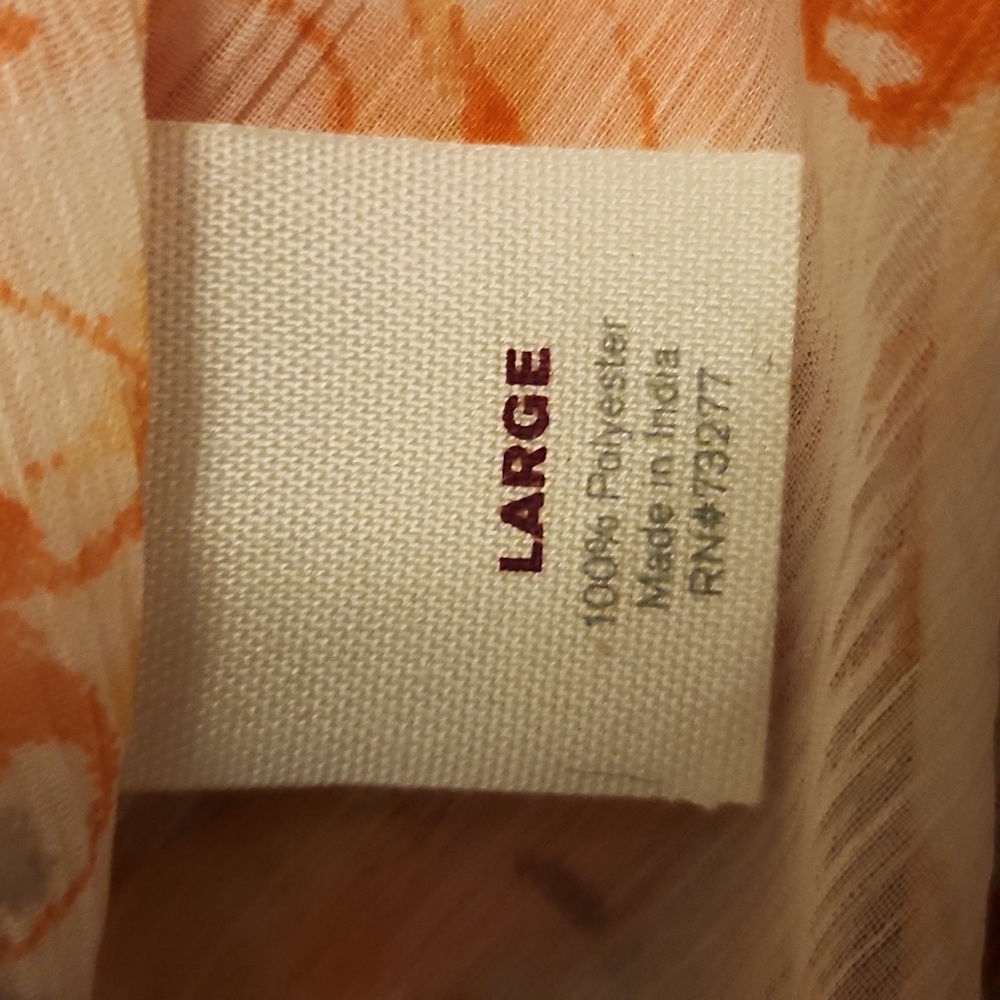 LARGE
100% Polyester
Made in India
RN#73277